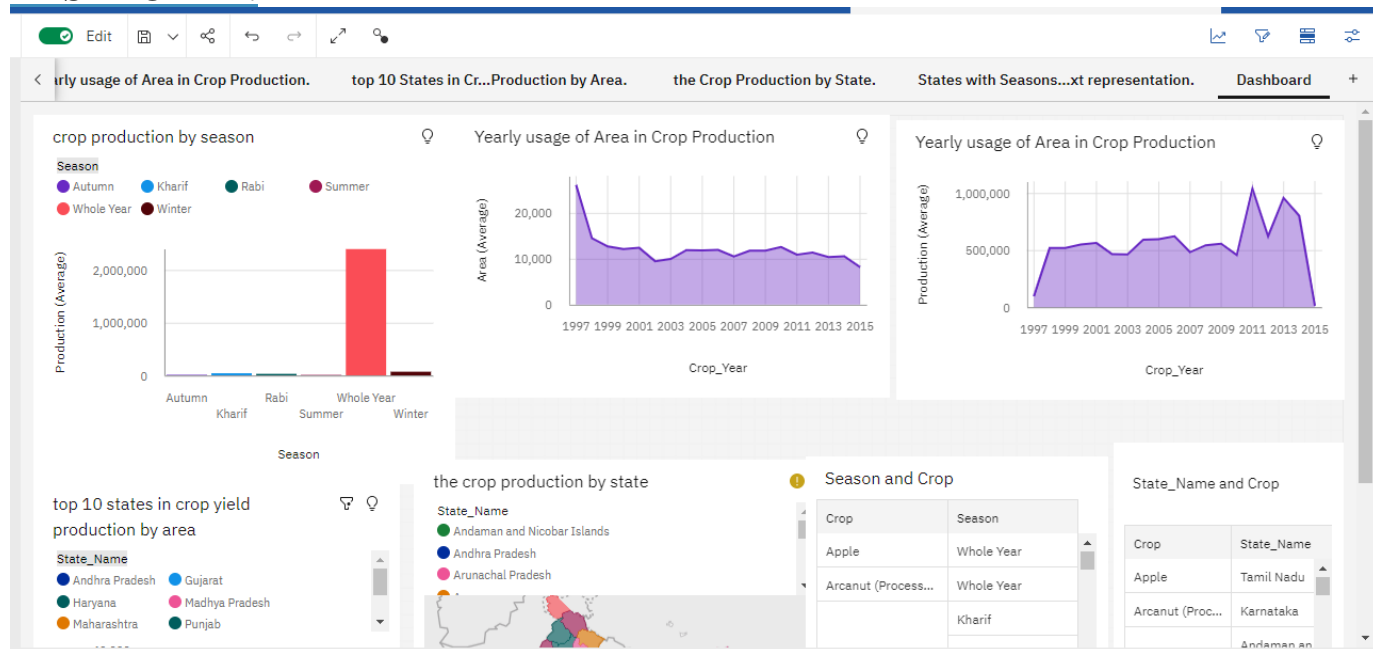 Edit
arly usage of Area in Crop Production.
top 10 States in Cr...Production by Area.
the Crop Production by State.
States with Seasons...xt representation.
Dashboard
crop production by season
Season
Autumn
Kharif
Rabi
Summer
Whole Year
Winter
Production (Average)
2,000,000
1,000,000
0
Autumn
Kharif
Rabi
Summer
Whole Year
Winter
Season
Yearly usage of Area in Crop Production
Area (Average)
20,000
10,000
0
1997 1999 2001 2003 2005 2007 2009 2011 2013 2015
Crop_Year
Yearly usage of Area in Crop Production
Production (Average)
1,000,000
500,000
0
1997 1999 2001 2003 2005 2007 2009 2011 2013 2015
Crop_Year
top 10 states in crop yield
production by area
State_Name
Andhra Pradesh
Gujarat
Haryana
Madhya Pradesh
Maharashtra
Punjab
the crop production by state
State_Name
Andaman and Nicobar Islands
Andhra Pradesh
Arunachal Pradesh
Season and Crop
Crop Season
Apple Whole Year
Arcanut (Process... Whole Year
Kharif
State_Name and Crop
Crop State_Name
Apple Tamil Nadu
Arcanut (Proc... Karnataka
Andaman an